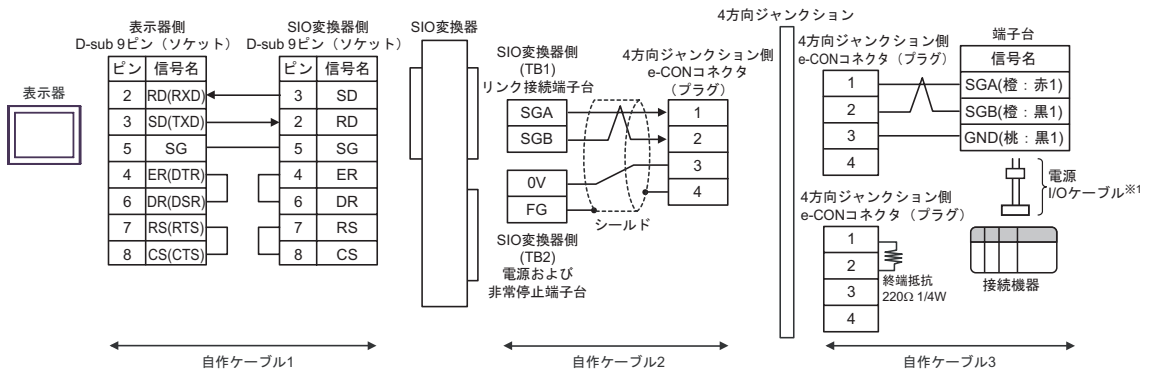 表示器
表示器側
D-sub 9ピン（ソケット）
ピン 信号名
2 RD(RXD)
3 SD(TXD)
5 SG
4 ER(DTR)
6 DR(DSR)
7 RS(RTS)
8 CS(CTS)
SIO変換器側
D-sub 9ピン（ソケット）
ピン 信号名
3 SD
2 RD
5 SG
4 ER
6 DR
7 RS
8 CS
自作ケーブル1
SIO変換器
SIO変換器側
(TB1)
リンク接続端子台
SGA
SGB
0V
FG
SIO変換器側
(TB2)
電源および
非常停止端子台
シールド
4方向ジャンクション側
e-CONコネクタ
（プラグ）
1
2
3
4
自作ケーブル2
4方向ジャンクション
4方向ジャンクション側
e-CONコネクタ（プラグ）
1
2
3
4
端子台
信号名
SGA(橙：赤1)
SGB(橙：黒1)
GND(桃：黒1)
電源
I/Oケーブル※1
接続機器
4方向ジャンクション側
e-CONコネクタ（プラグ）
1
2
3
4
終端抵抗
220Ω 1/4W
自作ケーブル3